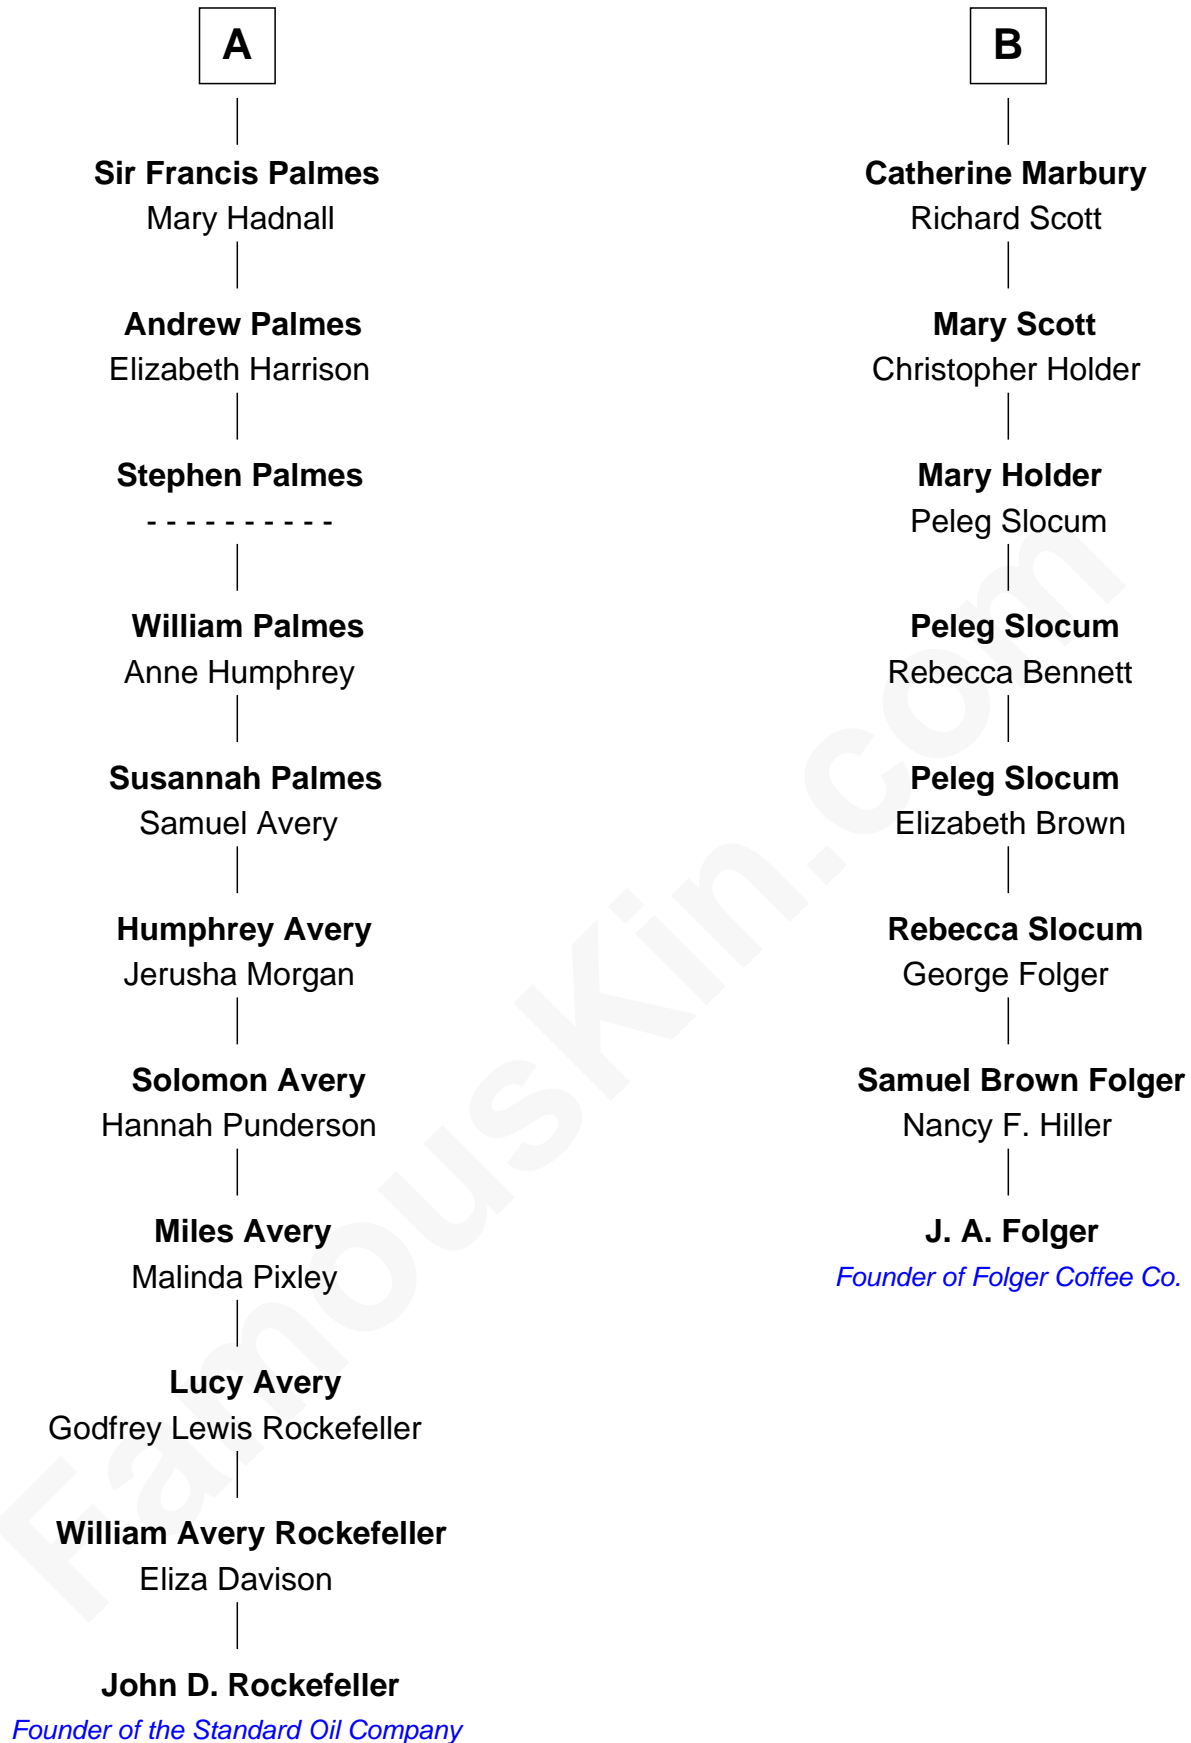 A
Sir Francis Palmes
Mary Hadnall
Andrew Palmes
Elizabeth Harrison
Stephen Palmes
- - - - - - - - - -
William Palmes
Anne Humphrey
Susannah Palmes
Samuel Avery
Humphrey Avery
Jerusha Morgan
Solomon Avery
Hannah Punderson
Miles Avery
Malinda Pixley
Lucy Avery
Godfrey Lewis Rockefeller
William Avery Rockefeller
Eliza Davison
John D. Rockefeller
Founder of the Standard Oil Company
B
Catherine Marbury
Richard Scott
Mary Scott
Christopher Holder
Mary Holder
Peleg Slocum
Peleg Slocum
Rebecca Bennett
Peleg Slocum
Elizabeth Brown
Rebecca Slocum
George Folger
Samuel Brown Folger
Nancy F. Hiller
J. A. Folger
Founder of Folger Coffee Co.
FamousKin.com